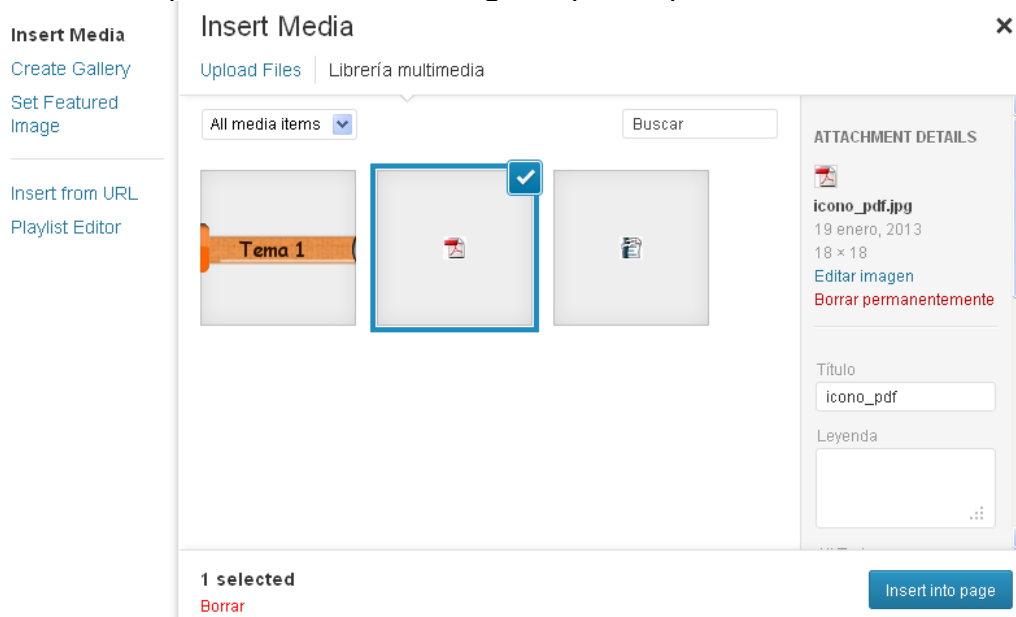 Insert Media
Create Gallery
Set Featured
Image
Insert from URL
Playlist Editor
Insert Media
Upload Files
Librería multimedia
All media items
Buscar
Tema 1
ATTACHMENT DETAILS
icono_pdf.jpg
19 enero, 2013
18 × 18
Editar imagen
Borrar permanentemente
Título
icono_pdf
Leyenda
1 selected
Borrar
Insert into page